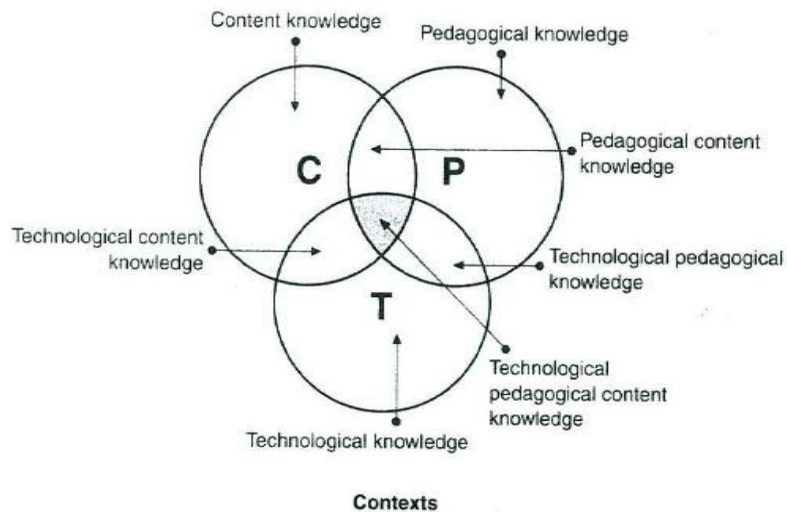 Content knowledge
Pedagogical knowledge
C
P
Pedagogical content
knowledge
Technological content
knowledge
Technological pedagogical
knowledge
T
Technological
pedagogical content
knowledge
Technological knowledge
Contexts